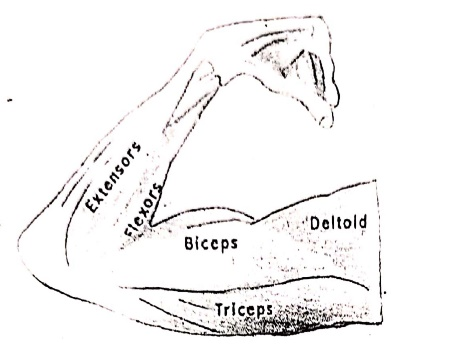 Extensors
Flexors
Deltoid
Biceps
Triceps